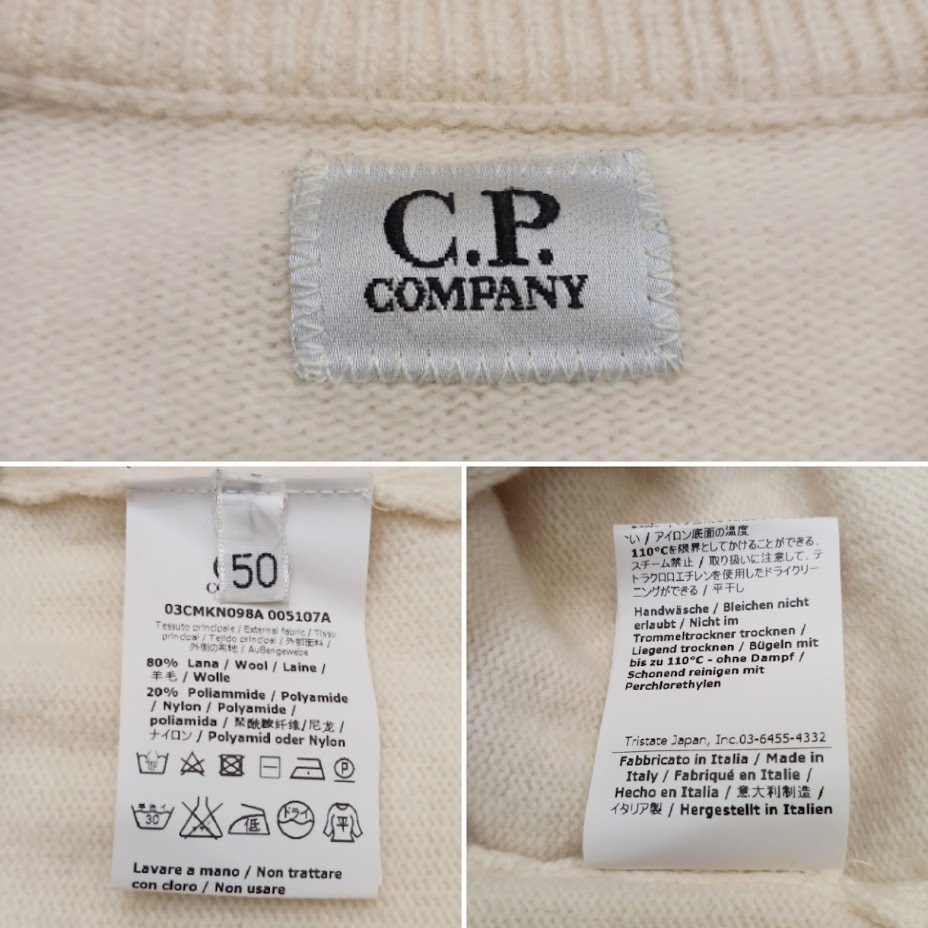 C.P.
COMPANY
50
03CMKN098A 005107A
Tessuto principale / External fabric / Tissu
principal / Tejido principal / 外部面料 /
外側の布地 / Außengewebe
80% Lana / Wool / Laine /
羊毛 / Wolle
20% Poliammide / Polyamide
/ Nylon / Polyamide /
poliamida / 聚酰胺纤维/尼龙/
ナイロン / Polyamid oder Nylon
30
低
ドライ
平
Lavare a mano / Non trattare
con cloro / Non usare
い / アイロン底面の温度
110°Cを限界としてかけることができる.
スチーム禁止 / 取り扱いに注意して、テ
トラクロロエチレンを使用したドライクリー
ニングができる / 平干し
Handwäsche / Bleichen nicht
erlaubt / Nicht im
Trommeltrockner trocknen /
Liegend trocknen / Bügeln mit
bis zu 110°C - ohne Dampf /
Schonend reinigen mit
Perchlorethylen
Tristate Japan, Inc.03-6455-4332
Fabbricato in Italia / Made in
Italy / Fabriqué en Italie /
Hecho en Italia / 意大利制造 /
イタリア製 / Hergestellt in Italien